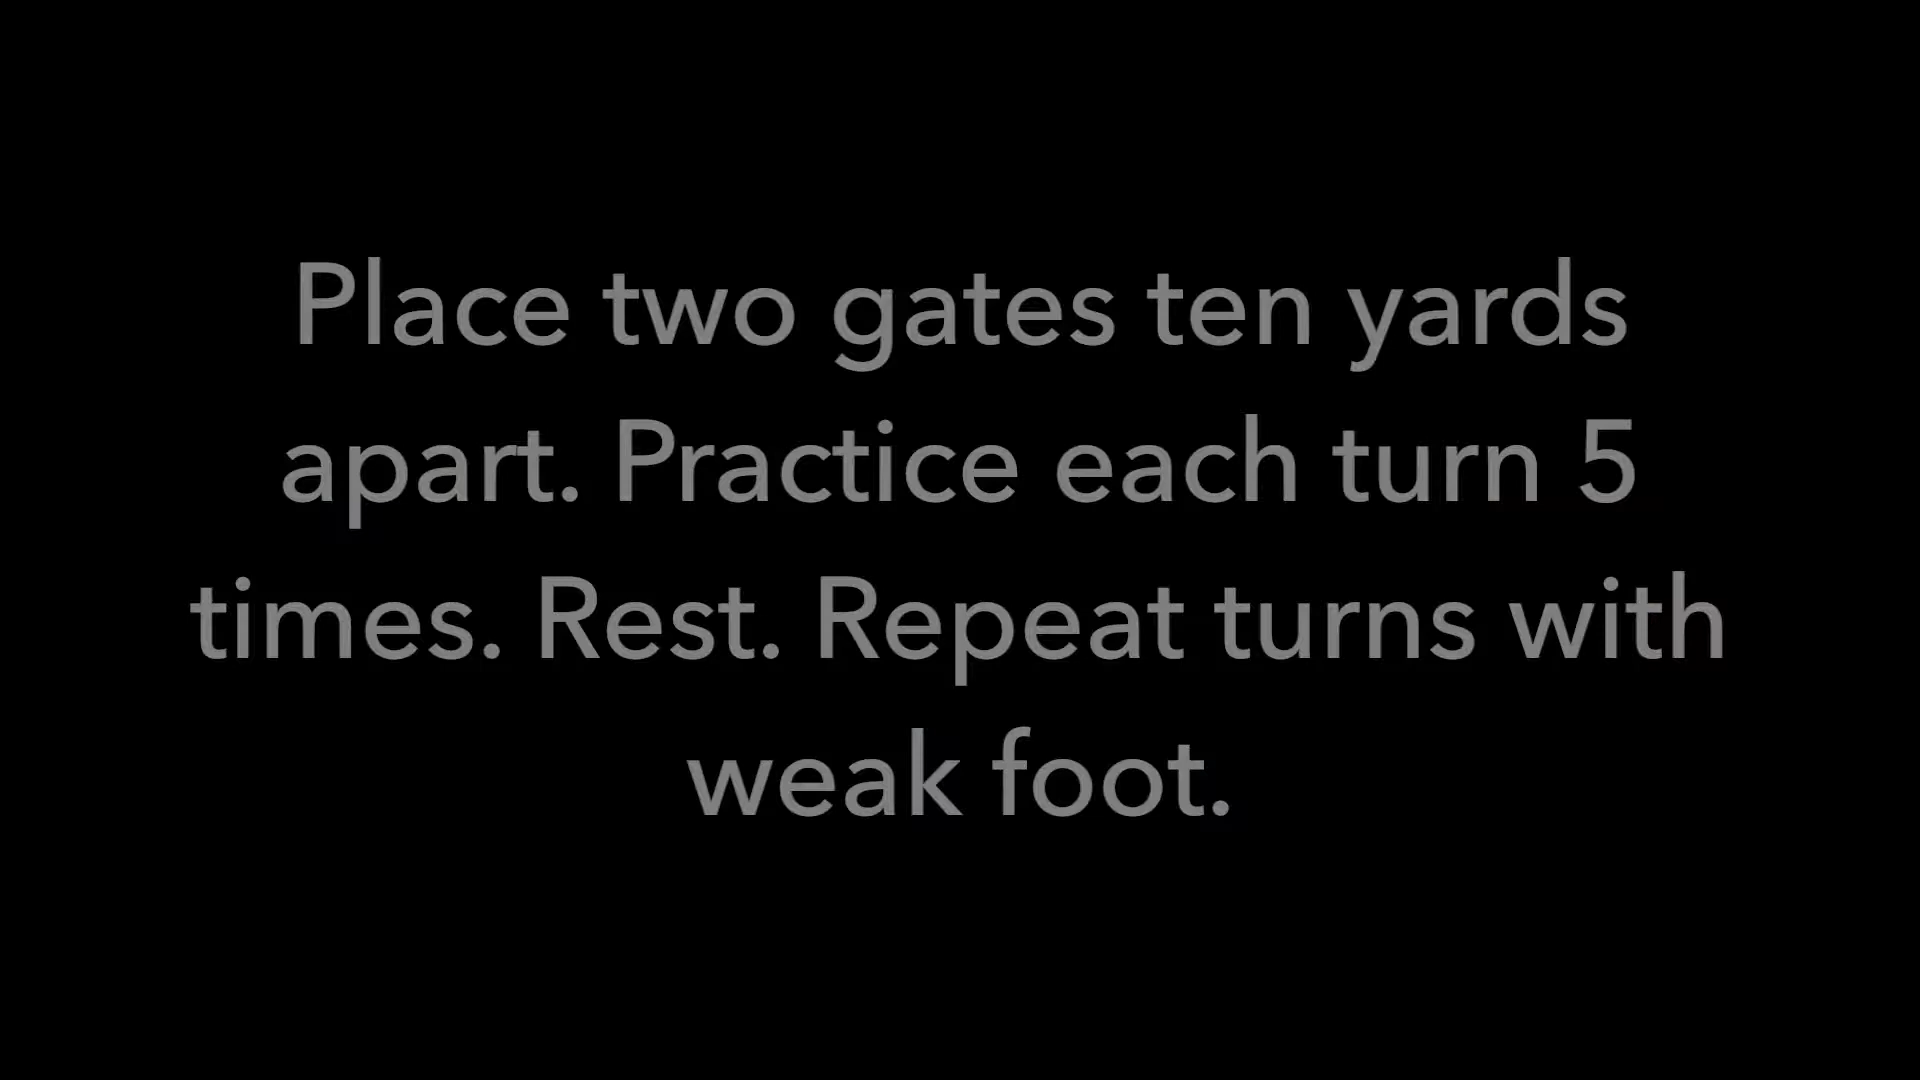 Place two gates ten yards
apart. Practice each turn 5
times. Rest. Repeat turns with
weak foot.